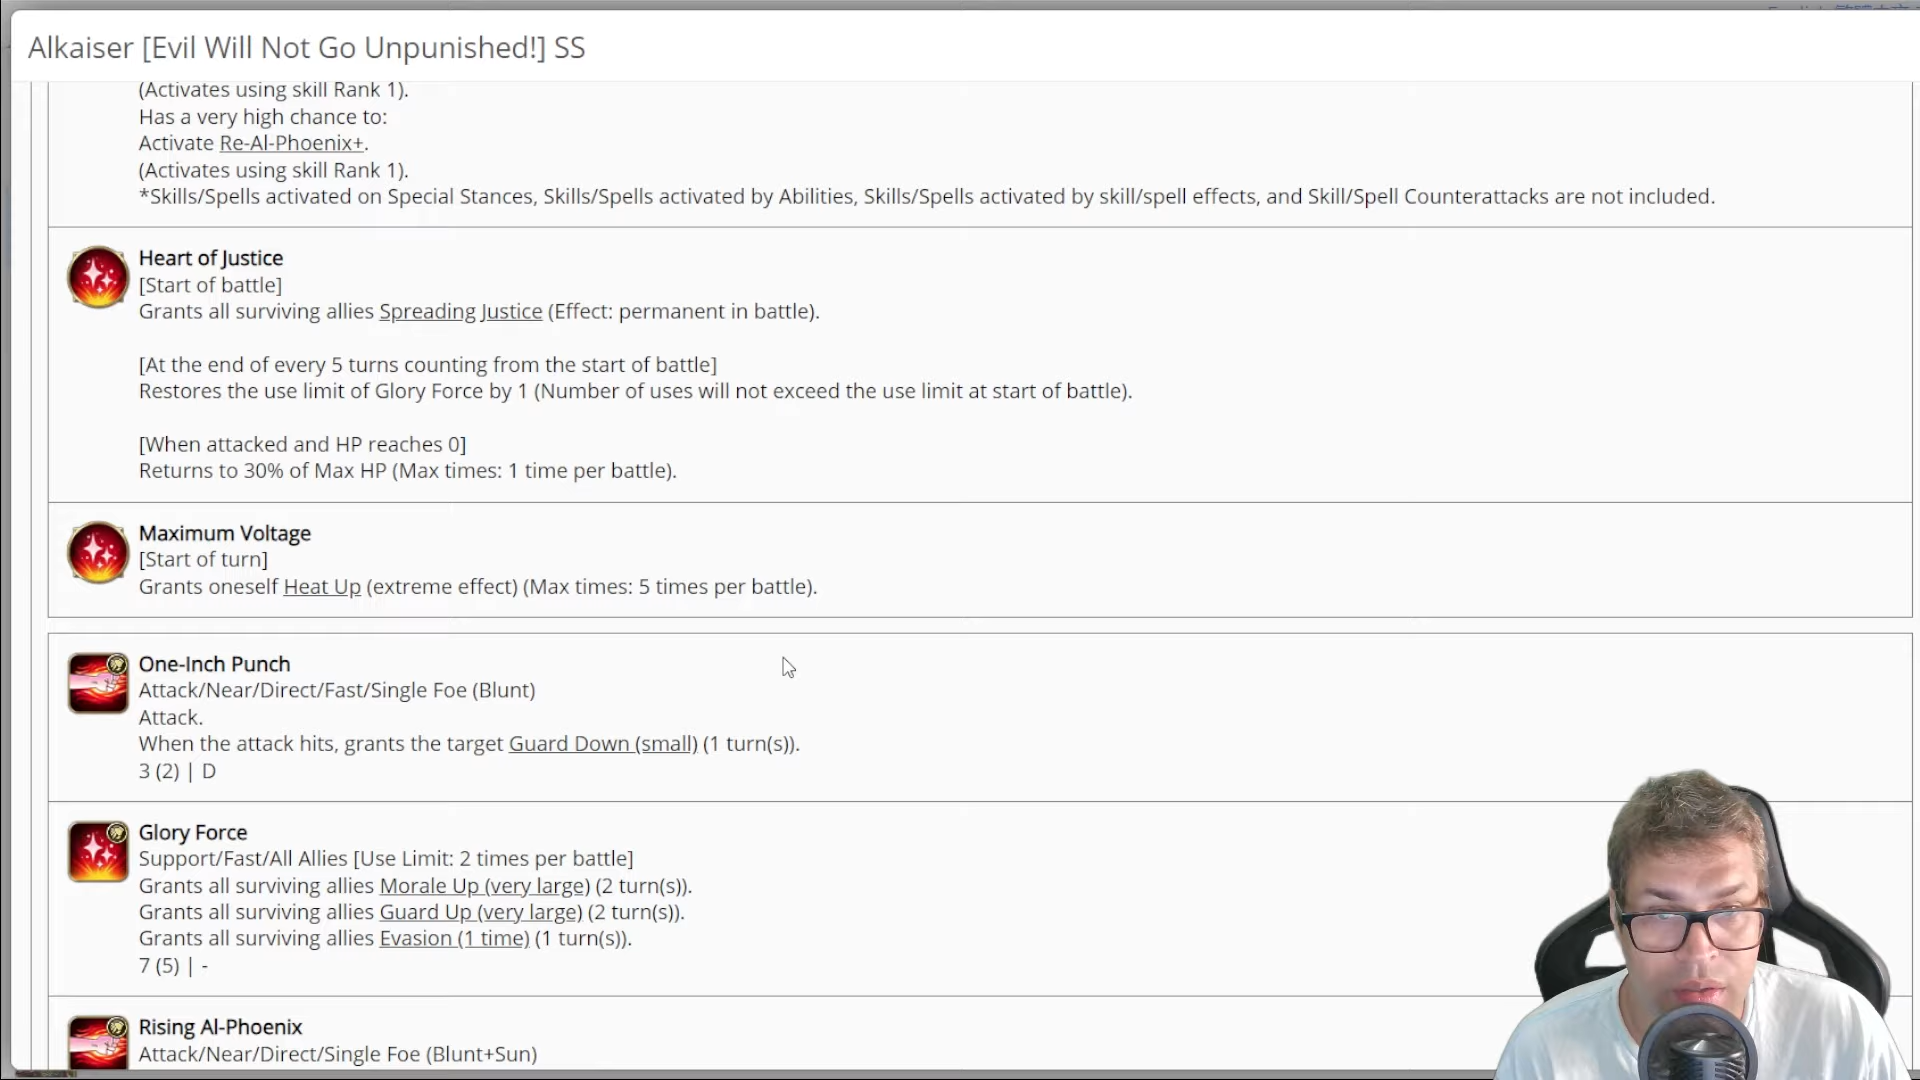 Alkaiser [Evil Will Not Go Unpunished!] SS
(Activates using skill Rank 1).
Has a very high chance to:
Activate Re-Al-Phoenix+.
(Activates using skill Rank 1).
*Skills/Spells activated on Special Stances, Skills/Spells activated by Abilities, Skills/Spells activated by skill/spell effects, and Skill/Spell Counterattacks are not included.
Heart of Justice
[Start of battle]
Grants all surviving allies Spreading Justice (Effect: permanent in battle).
[At the end of every 5 turns counting from the start of battle]
Restores the use limit of Glory Force by 1 (Number of uses will not exceed the use limit at start of battle).
[When attacked and HP reaches 0]
Returns to 30% of Max HP (Max times: 1 time per battle).
Maximum Voltage
[Start of turn]
Grants oneself Heat Up (extreme effect) (Max times: 5 times per battle).
One-Inch Punch
Attack/Near/Direct/Fast/Single Foe (Blunt)
Attack.
When the attack hits, grants the target Guard Down (small) (1 turn(s)).
3 (2) | D
Glory Force
Support/Fast/All Allies [Use Limit: 2 times per battle]
Grants all surviving allies Morale Up (very large) (2 turn(s)).
Grants all surviving allies Guard Up (very large) (2 turn(s)).
Grants all surviving allies Evasion (1 time) (1 turn(s)).
7 (5) | -
Rising Al-Phoenix
Attack/Near/Direct/Single Foe (Blunt+Sun)